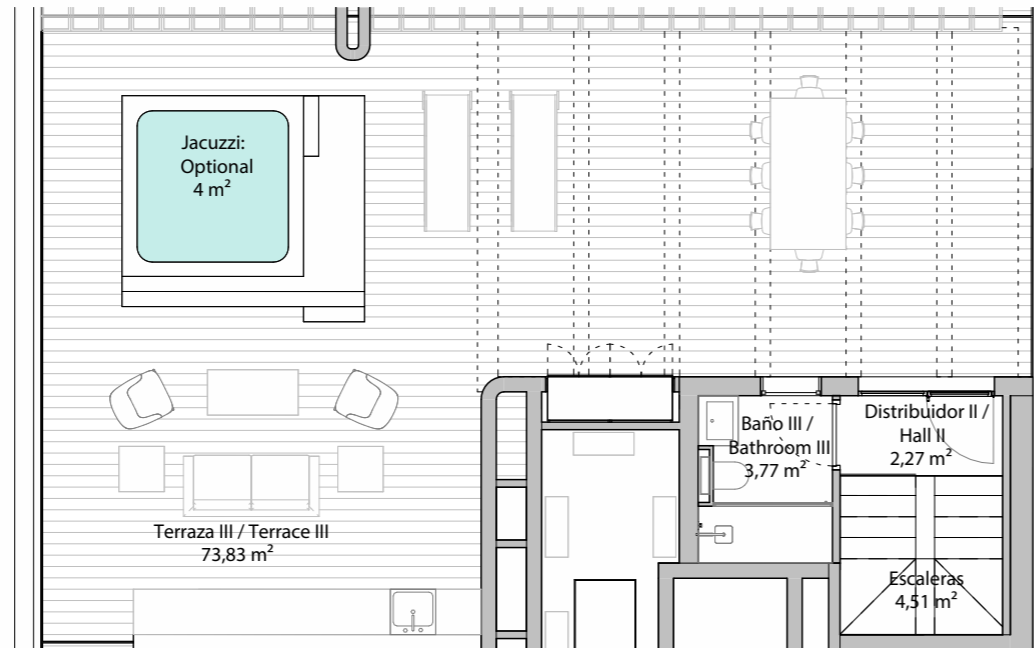 Jacuzzi:
Optional
4 m²
Baño III /
Bathroom III
3,77 m²
Distribuidor II /
Hall II
2,27 m²
Terraza III / Terrace III
73,83 m²
Escaleras
4,51 m²